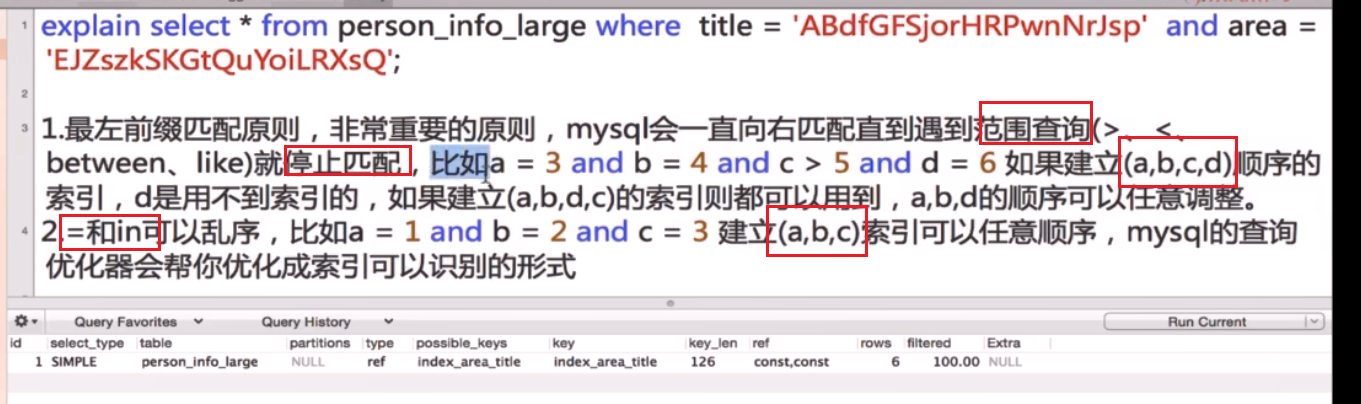 1 explain select * from person_info_large where title = 'ABdfGFSjorHRPwnNrJsp' and area =
'EJZszkSKGtQuYoiLRXsQ';
2
3 1.最左前缀匹配原则，非常重要的原则，mysql会一直向右匹配直到遇到范围查询(>、<、
between、like)就停止匹配，比如a = 3 and b = 4 and c > 5 and d = 6 如果建立(a,b,c,d)顺序的
索引，d是用不到索引的，如果建立(a,b,d,c)的索引则都可以用到，a,b,d的顺序可以任意调整。
4 2.=和in可以乱序，比如a = 1 and b = 2 and c = 3 建立(a,b,c)索引可以任意顺序，mysql的查询
优化器会帮你优化成索引可以识别的形式
Query Favorites Query History Run Current
id select_type table partitions type possible_keys key key_len ref rows filtered Extra
1 SIMPLE person_info_large NULL ref index_area_title index_area_title 126 const,const 6 100.00 NULL